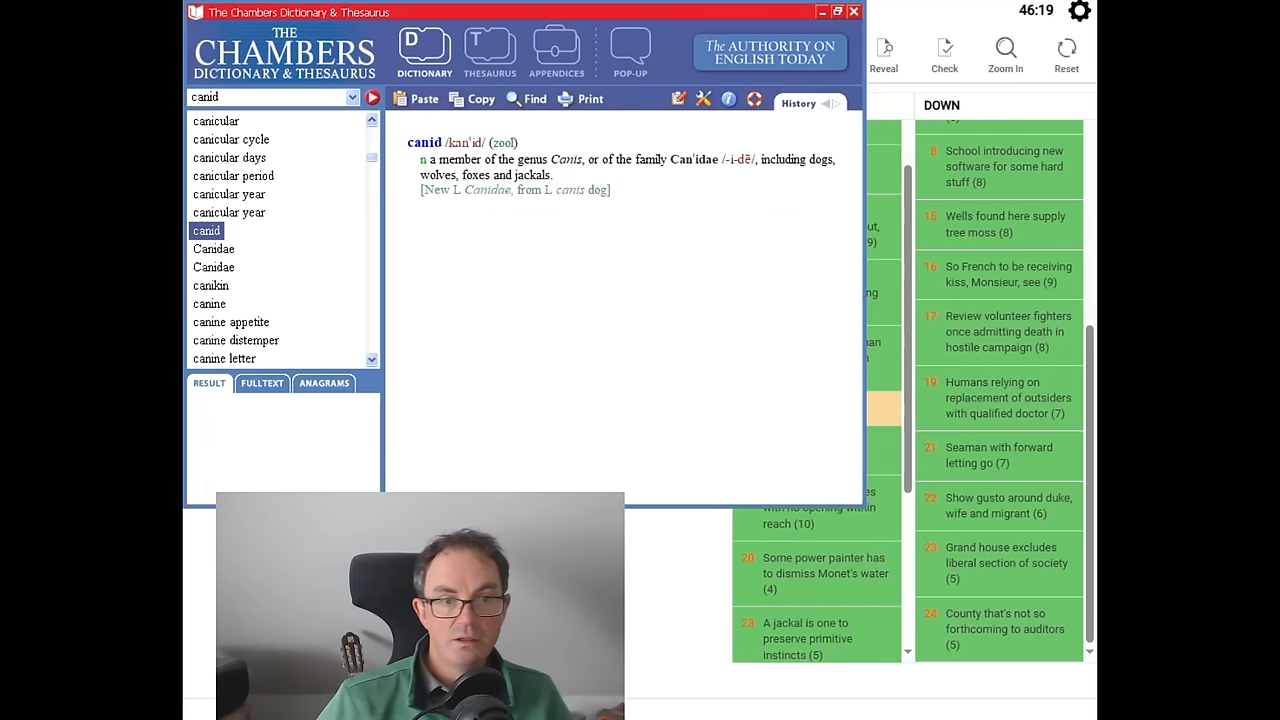 The Chambers Dictionary & Thesaurus
THE
CHAMBERS
DICTIONARY & THESAURUS
D
DICTIONARY
T
THESAURUS
APPENDICES
POP-UP
The AUTHORITY ON
ENGLISH TODAY
46:19
Reveal
Check
Zoom In
Reset
canid
Paste
Copy
Find
Print
History
canicular
canicular cycle
canicular days
canicular period
canicular year
canicular year
canid
Canidae
Canidae
canikin
canine
canine appetite
canine distemper
canine letter
RESULT
FULLTEXT
ANAGRAMS
canid /kanˈid/ (zool)
n a member of the genus Canis, or of the family Canˈidae /-i-dē/, including dogs,
wolves, foxes and jackals.
[New L Canidae, from L canis dog]
ut,
9)
ng
an
es
with no opening within
reach (10)
20 Some power painter has
to dismiss Monet's water
(4)
23 A jackal is one to
preserve primitive
instincts (5)
DOWN
8 School introducing new
software for some hard
stuff (8)
15 Wells found here supply
tree moss (8)
16 So French to be receiving
kiss, Monsieur, see (9)
17 Review volunteer fighters
once admitting death in
hostile campaign (8)
19 Humans relying on
replacement of outsiders
with qualified doctor (7)
21 Seaman with forward
letting go (7)
22 Show gusto around duke,
wife and migrant (6)
23 Grand house excludes
liberal section of society
(5)
24 County that's not so
forthcoming to auditors
(5)